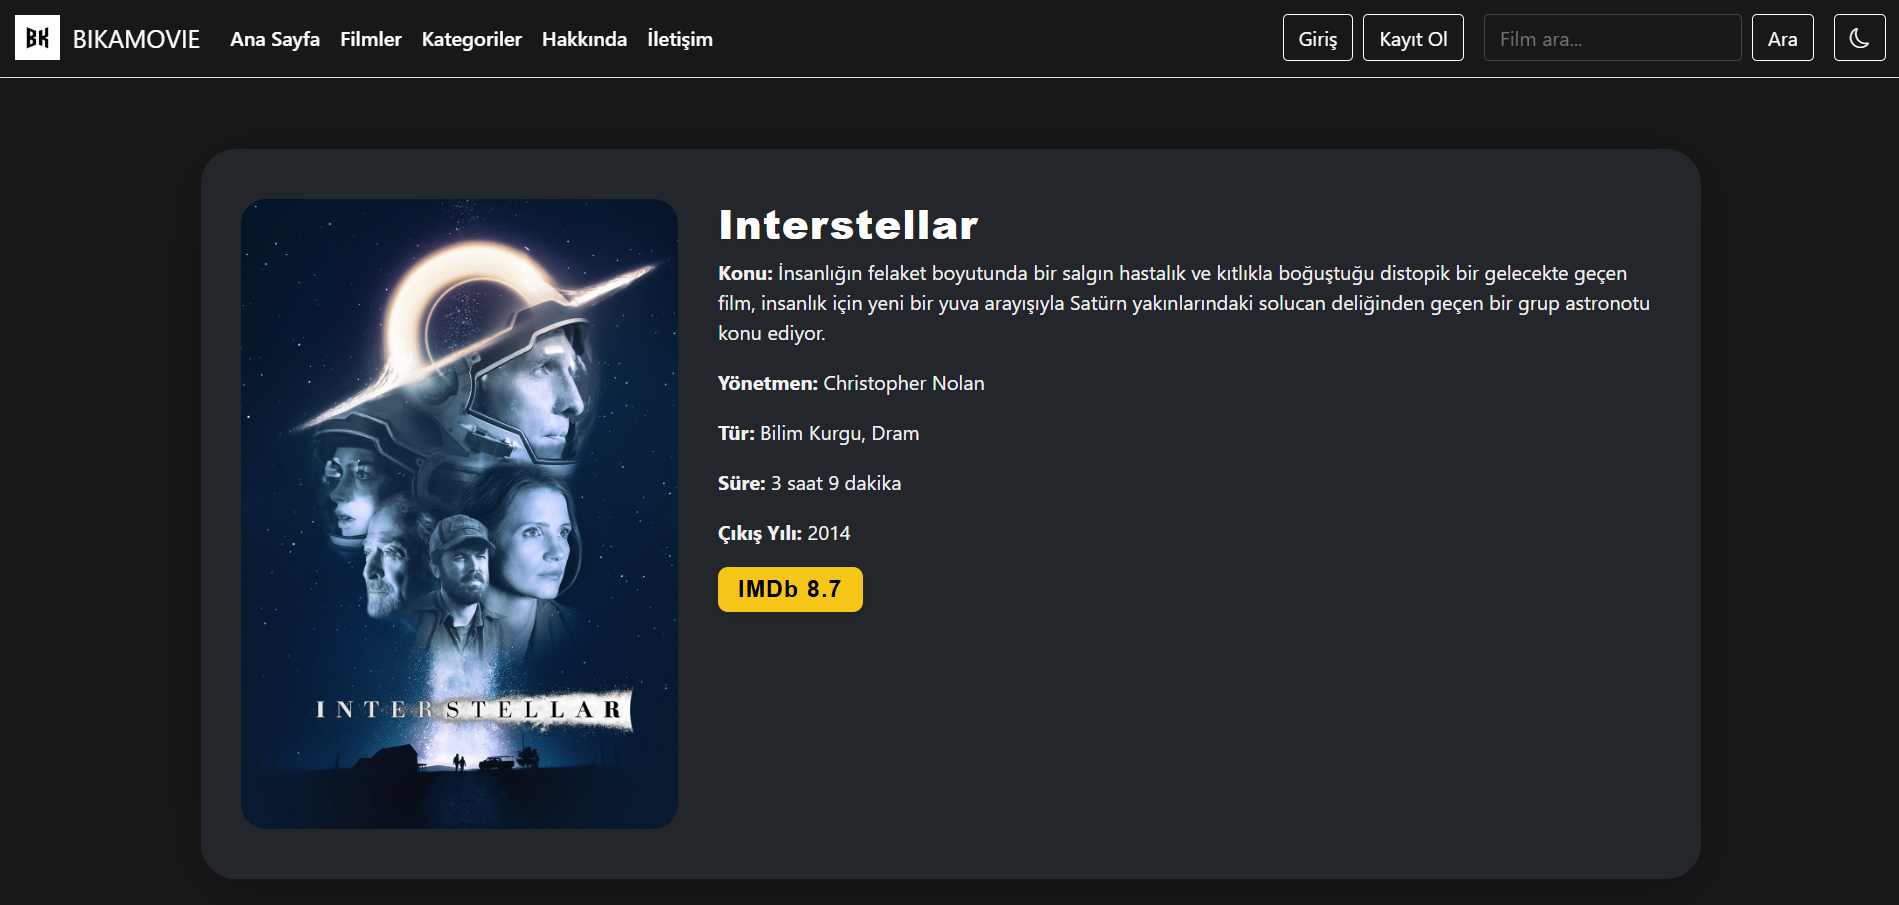 BK BIKAMOVIE Ana Sayfa Filmler Kategoriler Hakkında İletişim Giriş Kayıt Ol Film ara... Ara
Interstellar
Konu: İnsanlığın felaket boyutunda bir salgın hastalık ve kıtlıkla boğuştuğu distopik bir gelecekte geçen
film, insanlık için yeni bir yuva arayışıyla Satürn yakınlarındaki solucan deliğinden geçen bir grup astronotu
konu ediyor.
Yönetmen: Christopher Nolan
Tür: Bilim Kurgu, Dram
Süre: 3 saat 9 dakika
Çıkış Yılı: 2014
IMDb 8.7
INTERSTELLAR